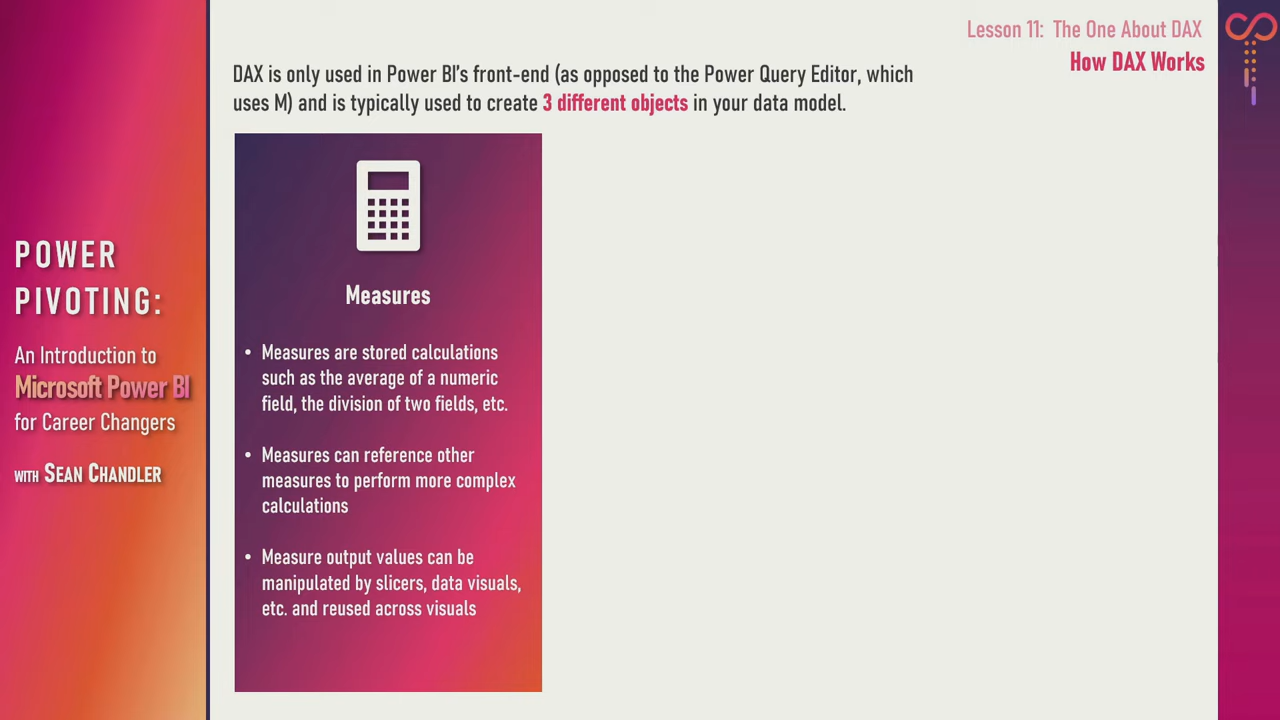 Lesson 11: The One About DAX
How DAX Works
DAX is only used in Power BI's front-end (as opposed to the Power Query Editor, which
uses M) and is typically used to create 3 different objects in your data model.
Measures
• Measures are stored calculations
such as the average of a numeric
field, the division of two fields, etc.
• Measures can reference other
measures to perform more complex
calculations
• Measure output values can be
manipulated by slicers, data visuals,
etc. and reused across visuals
POWER
PIVOTING:
An Introduction to
Microsoft Power BI
for Career Changers
WITH SEAN CHANDLER